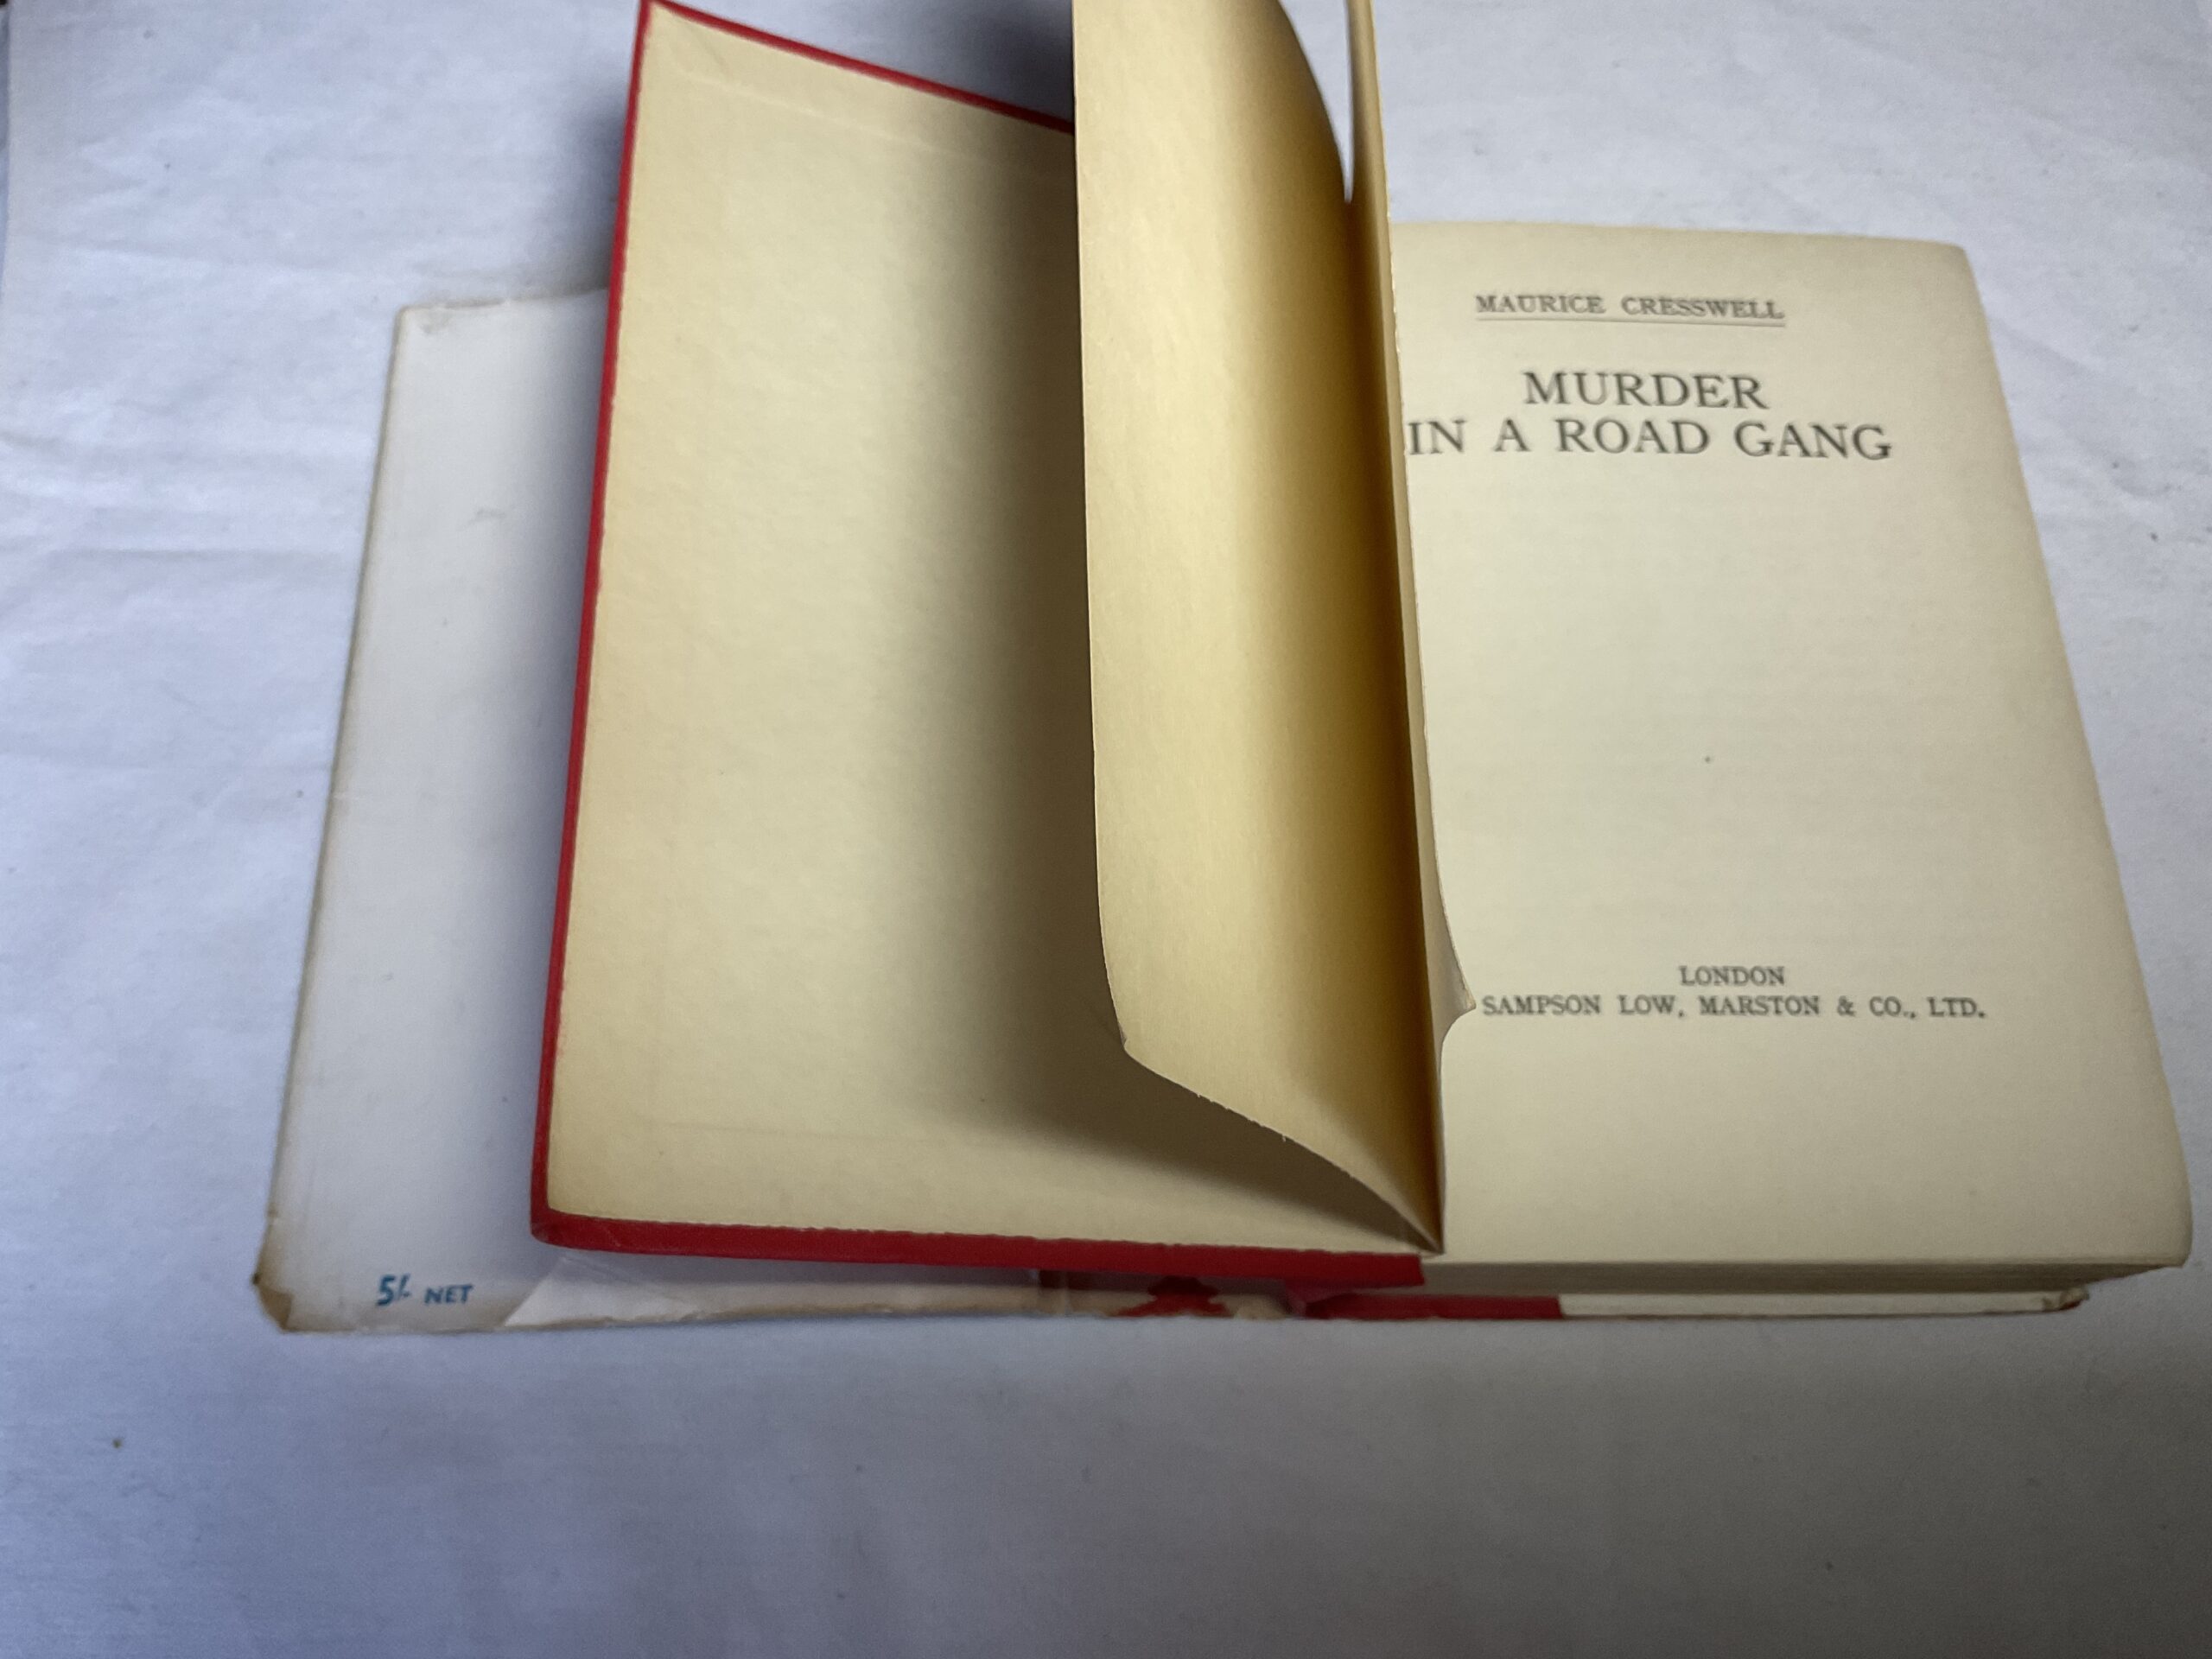 MAURICE CRESSWELL
MURDER
IN A ROAD GANG
LONDON
SAMPSON LOW, MARSTON & CO., LTD.
5/- NET